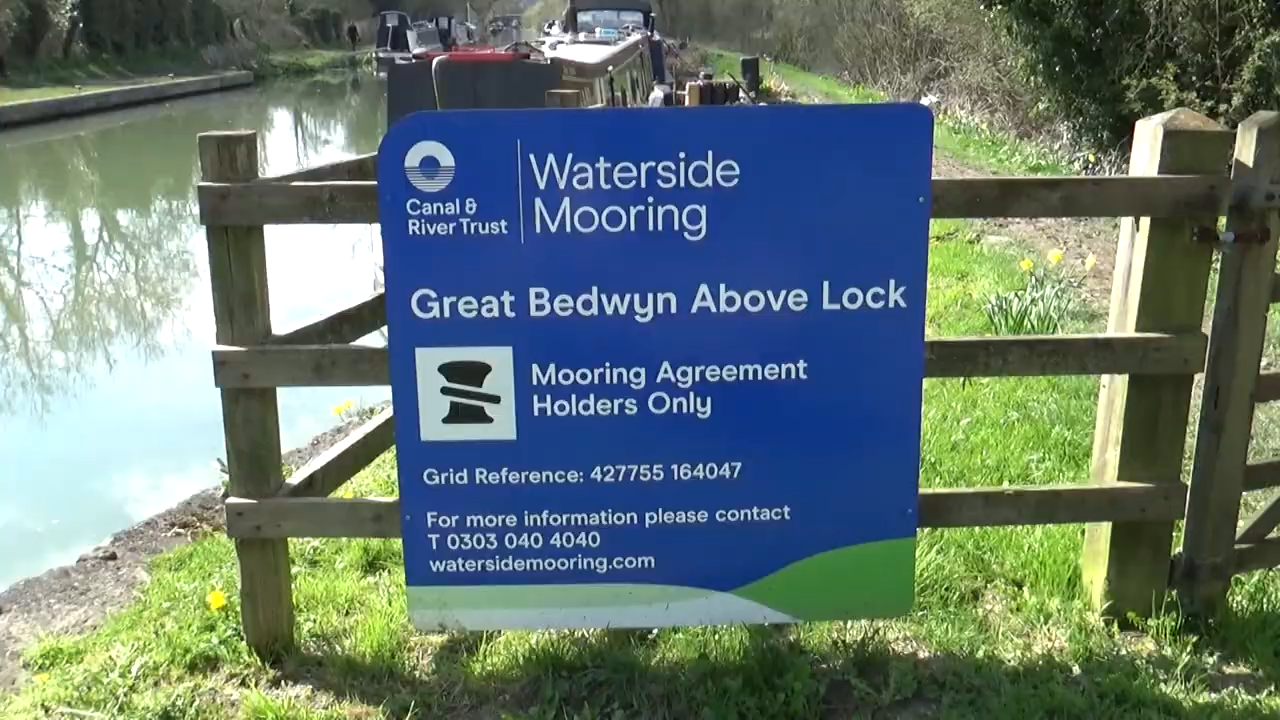 Canal &
River Trust
Waterside
Mooring
Great Bedwyn Above Lock
Mooring Agreement
Holders Only
Grid Reference: 427755 164047
For more information please contact
T 0303 040 4040
watersidemooring.com